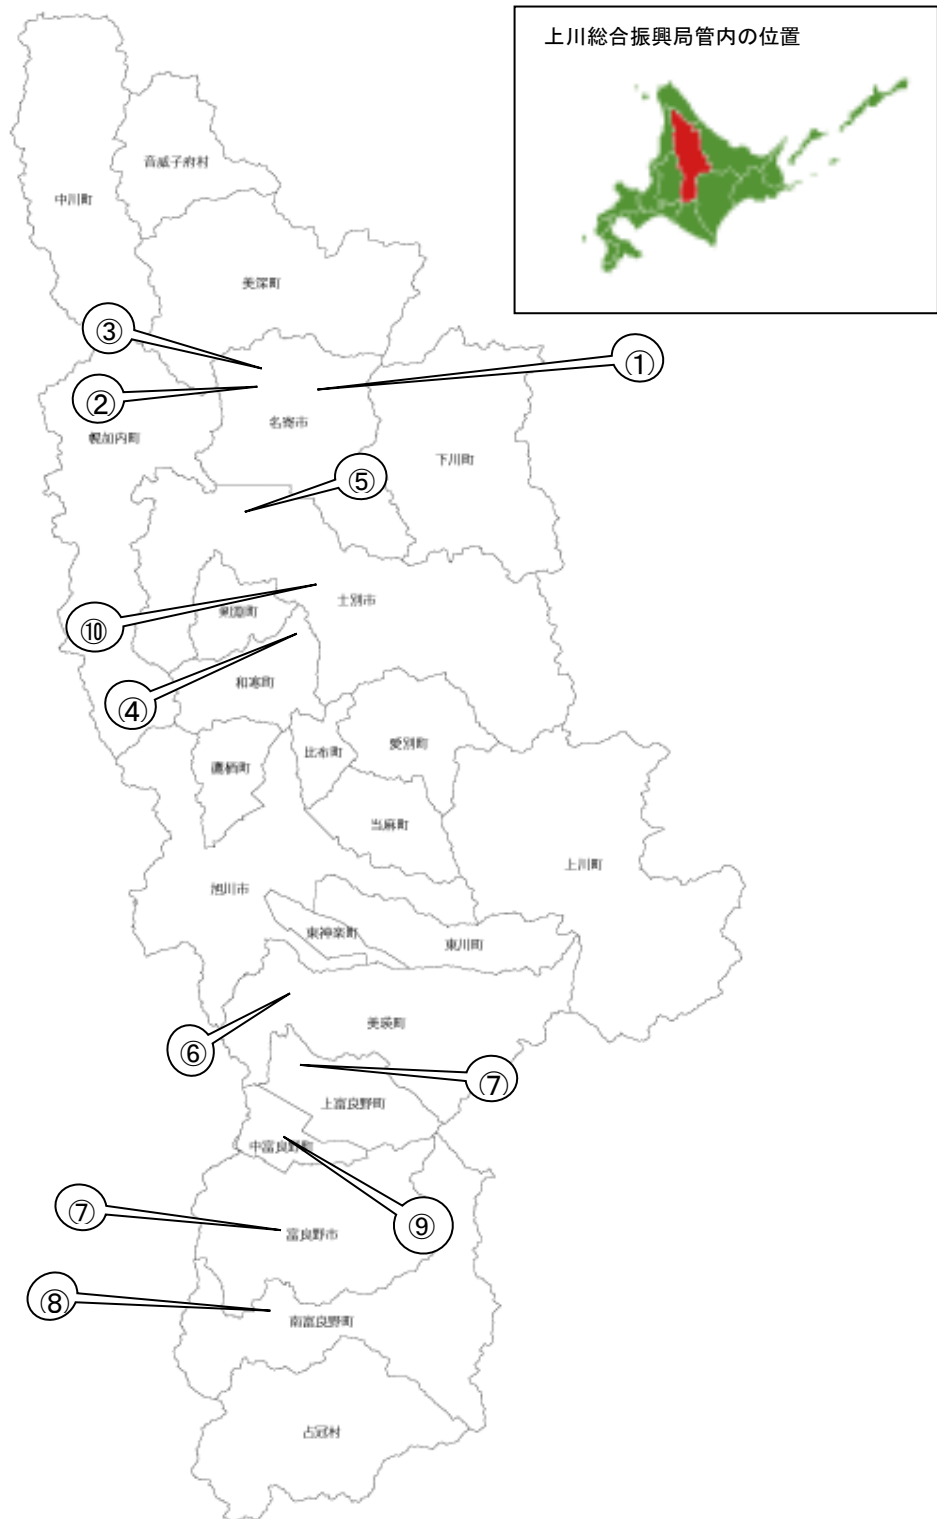 上川総合振興局管内の位置
音威子府村
中川町
美深町
③
①
②
名寄市
幌加内町
下川町
⑤
士別市
剣淵町
⑩
和寒町
④
愛別町
比布町
鷹栖町
当麻町
上川町
旭川市
東神楽町
東川町
美瑛町
⑥
⑦
上富良野町
中富良野町
⑦
⑨
富良野市
⑧
南富良野町
占冠村